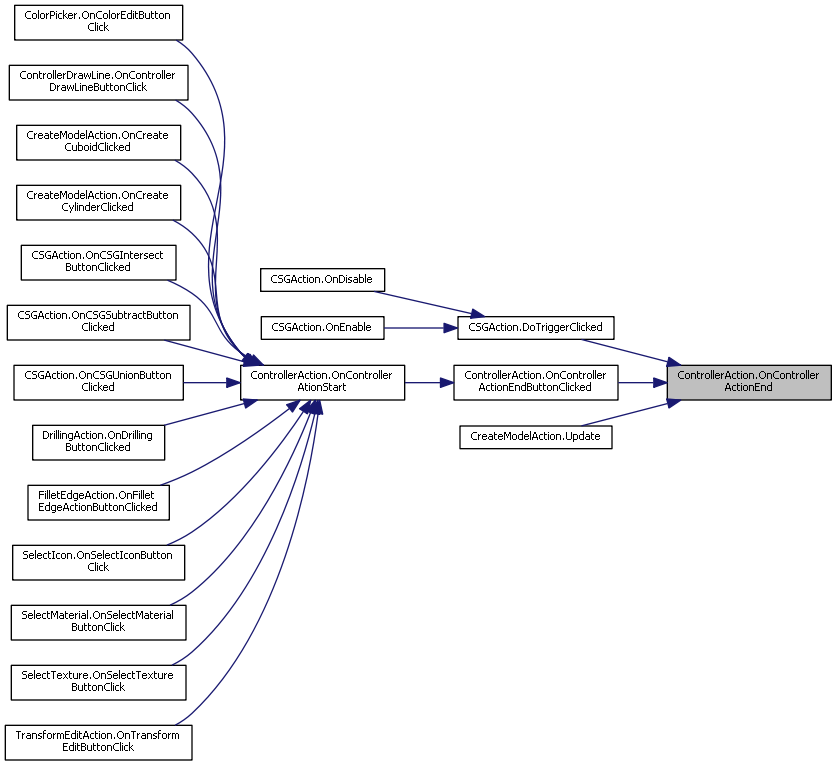 ColorPicker.OnColorEditButton
Click
ControllerDrawLine.OnController
DrawLineButtonClick
CreateModelAction.OnCreate
CuboidClicked
CreateModelAction.OnCreate
CylinderClicked
CSGAction.OnCSGIntersect
ButtonClicked
CSGAction.OnCSGSubtractButton
Clicked
CSGAction.OnCSGUnionButton
Clicked
DrillingAction.OnDrilling
ButtonClicked
FilletEdgeAction.OnFillet
EdgeActionButtonClicked
SelectIcon.OnSelectIconButton
Click
SelectMaterial.OnSelectMaterial
ButtonClick
SelectTexture.OnSelectTexture
ButtonClick
TransformEditAction.OnTransform
EditButtonClick
CSGAction.OnDisable
CSGAction.OnEnable
ControllerAction.OnController
AtionStart
CSGAction.DoTriggerClicked
ControllerAction.OnController
ActionEndButtonClicked
CreateModelAction.Update
ControllerAction.OnController
ActionEnd